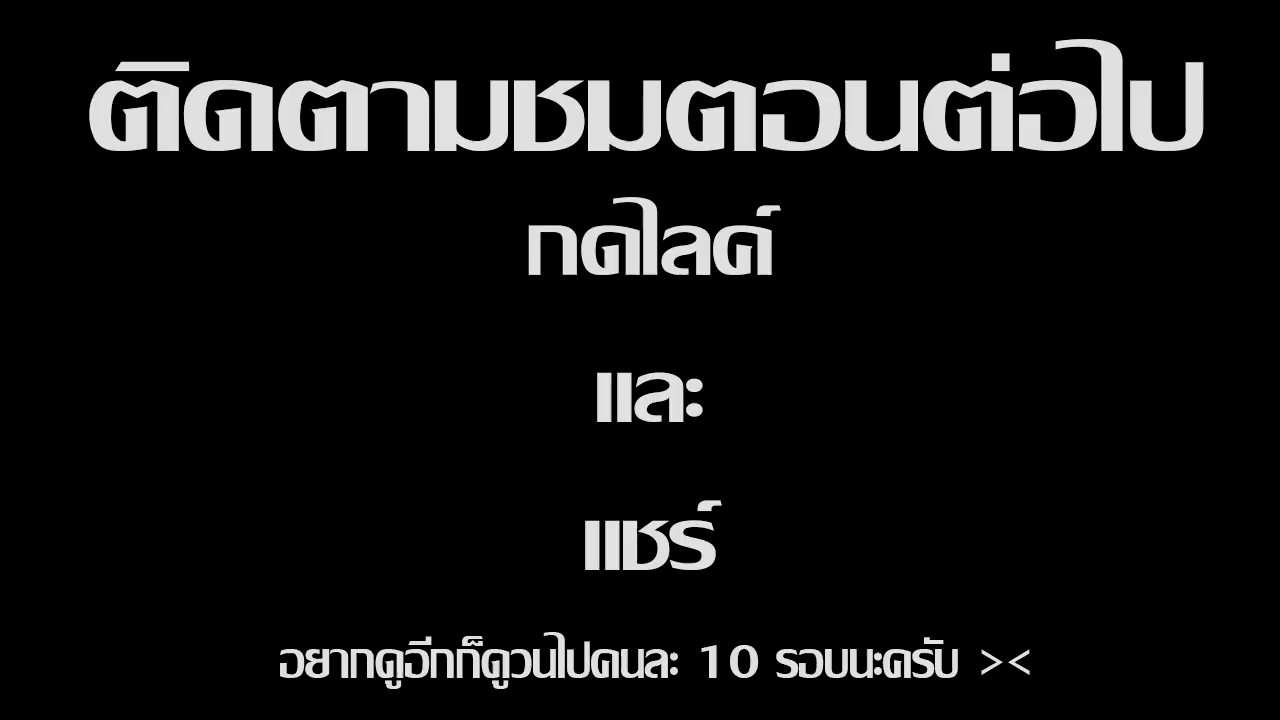 ติดตามชมตอนต่อไป
กดไลค์
และ
แชร์
อยากดูอีกก็ดูวนไปคนละ 10 รอบนะครับ ><